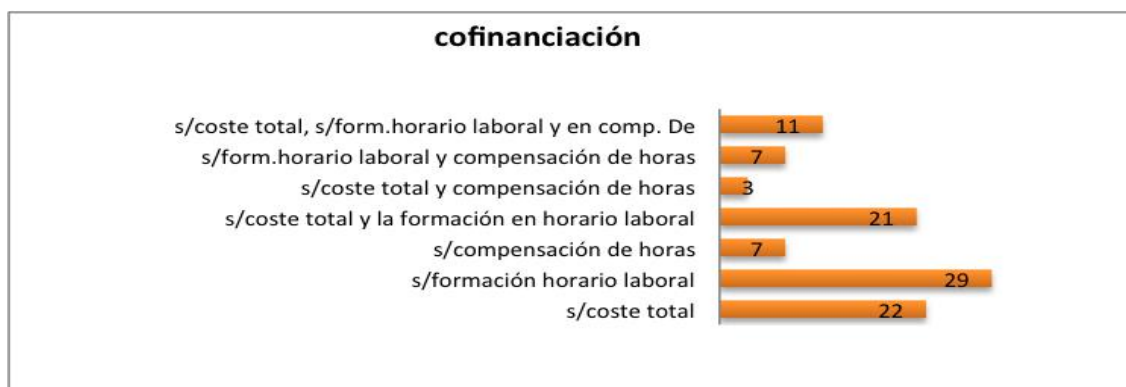 cofinanciación
s/coste total, s/form.horario laboral y en comp. De 11
s/form.horario laboral y compensación de horas 7
s/coste total y compensación de horas 3
s/coste total y la formación en horario laboral 21
s/compensación de horas 7
s/formación horario laboral 29
s/coste total 22